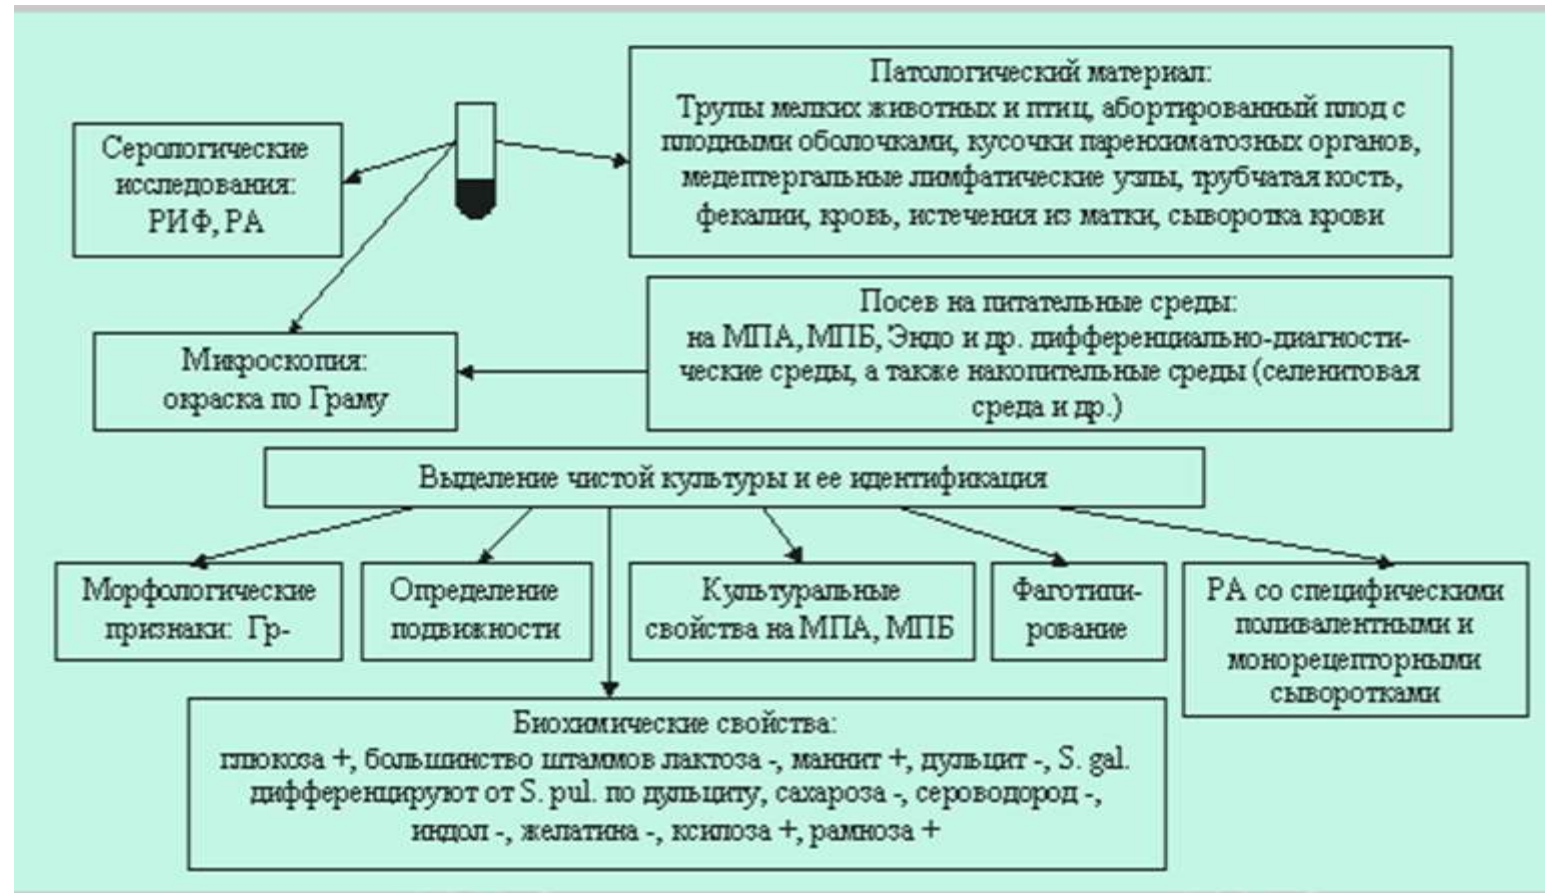 Патологический материал:
Трупы мелких животных и птиц, абортированный плод с
плодными оболочками, кусочки паренхиматозных органов,
медептергальные лимфатические узлы, трубчатая кость,
фекалии, кровь, истечения из матки, сыворотка крови
Серологические
исследования:
РИФ, РА
Посев на питательные среды:
на МПА, МПБ, Эндо и др. дифференциально-диагности-
ческие среды, а также накопительные среды (селенитовая
среда и др.)
Микроскопия:
окраска по Граму
Выделение чистой культуры и ее идентификация
Морфологические
признаки: Гр-
Определение
подвижности
Культуральные
свойства на МПА, МПБ
Фаготипи-
рование
РА со специфическими
поливалентными и
монорецепторными
сыворотками
Биохимические свойства:
глюкоза +, большинство штаммов лактоза -, маннит +, дульцит -, S. gal.
дифференцируют от S. pul. по дульциту, сахароза -, сероводород -,
индол -, желатина -, ксилоза +, рамноза +